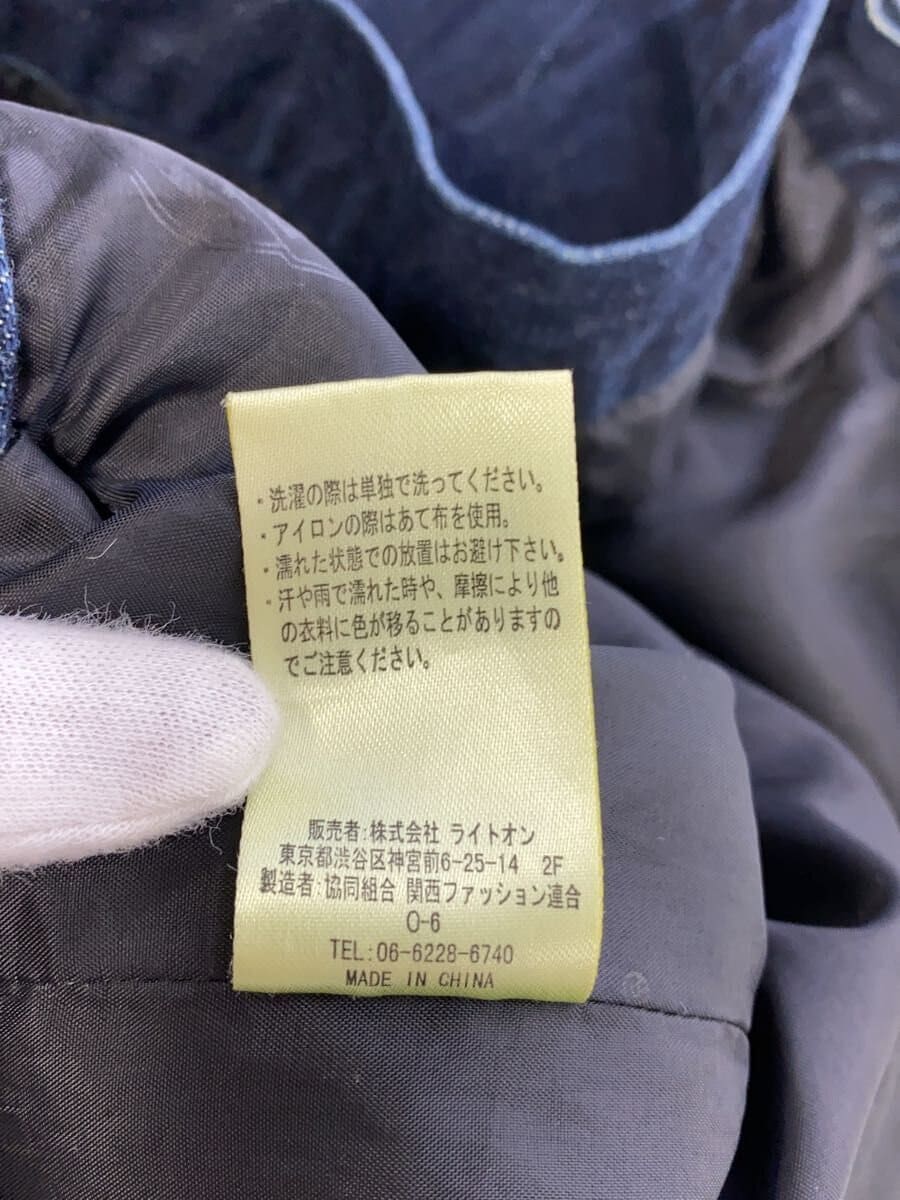 ・洗濯の際は単独で洗ってください。
・アイロンの際はあて布を使用。
・濡れた状態での放置はお避け下さい。
・汗や雨で濡れた時や、摩擦により他
の衣料に色が移ることがありますの
でご注意ください。
販売者:株式会社 ライトオン
東京都渋谷区神宮前6-25-14 2F
製造者:協同組合 関西ファッション連合
O-6
TEL:06-6228-6740
MADE IN CHINA